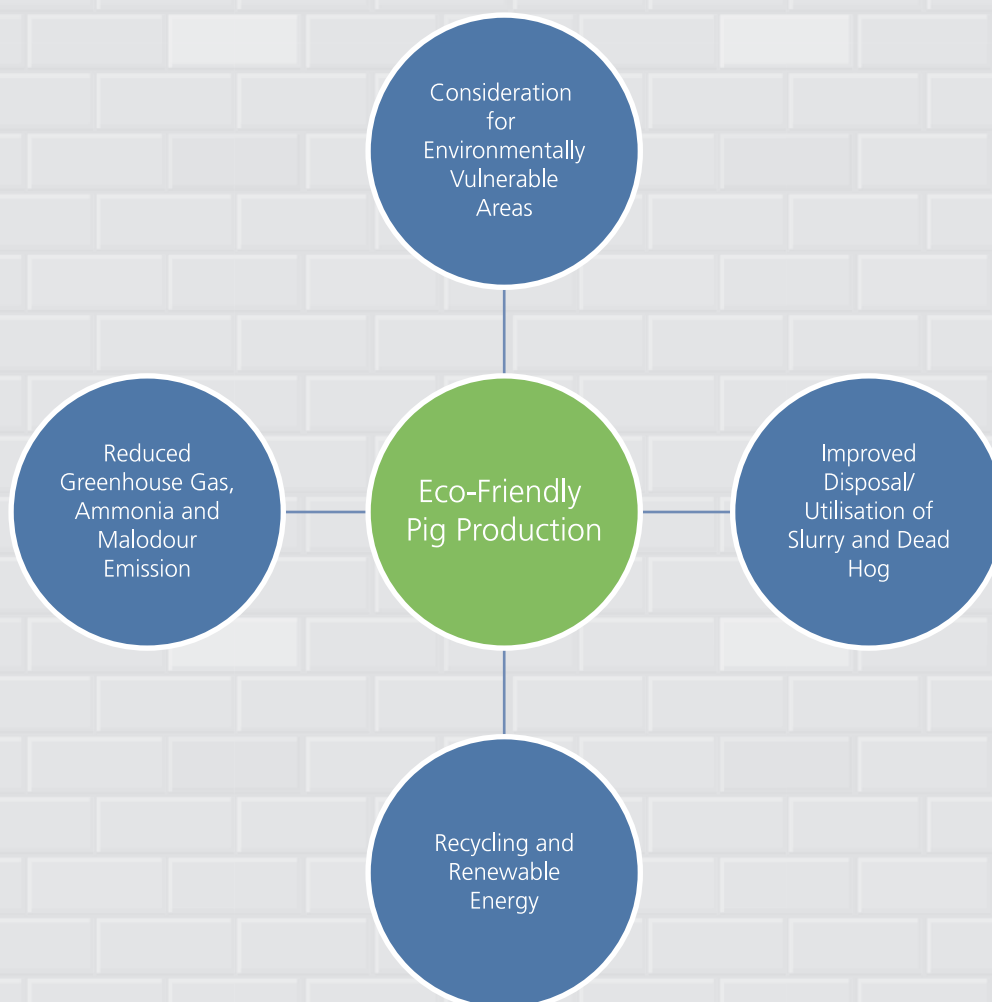 Consideration
for
Environmentally
Vulnerable
Areas
Reduced
Greenhouse Gas,
Ammonia and
Malodour
Emission
Eco-Friendly
Pig Production
Improved
Disposal/
Utilisation of
Slurry and Dead
Hog
Recycling and
Renewable
Energy